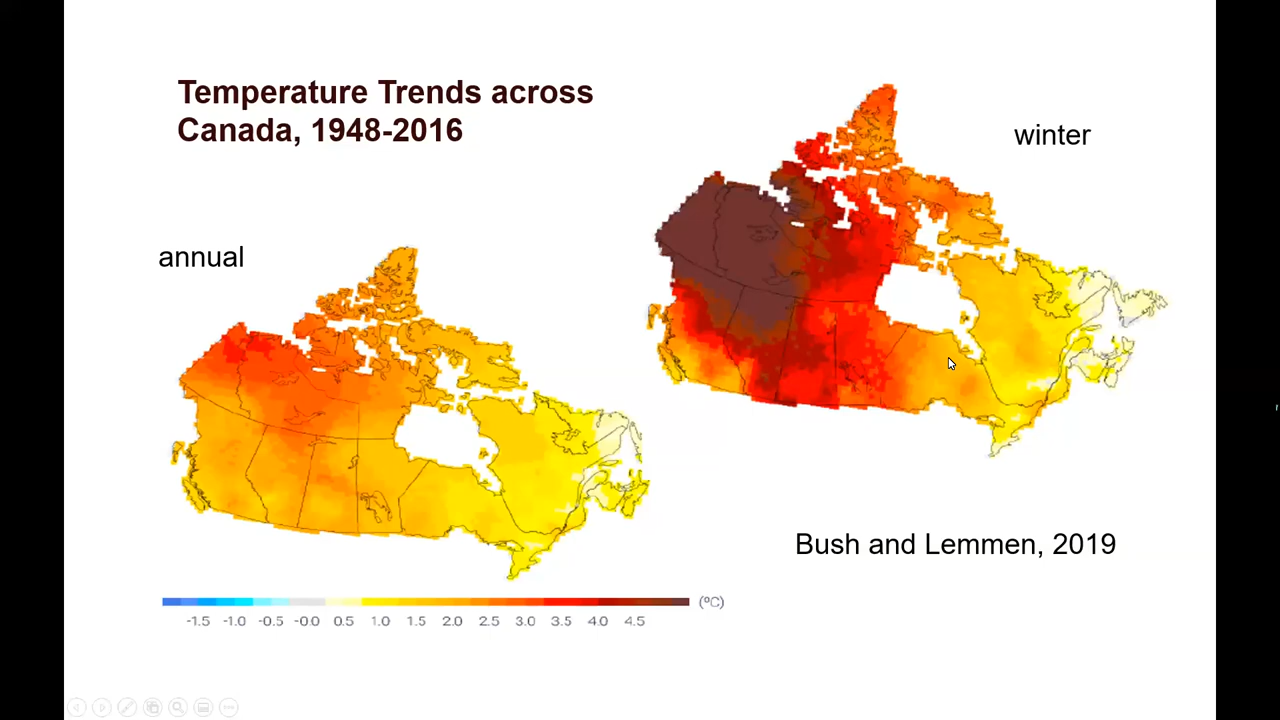 Temperature Trends across
Canada, 1948-2016
winter
annual
Bush and Lemmen, 2019
(ºC)
-1.5 -1.0 -0.5 -0.0 0.5 1.0 1.5 2.0 2.5 3.0 3.5 4.0 4.5